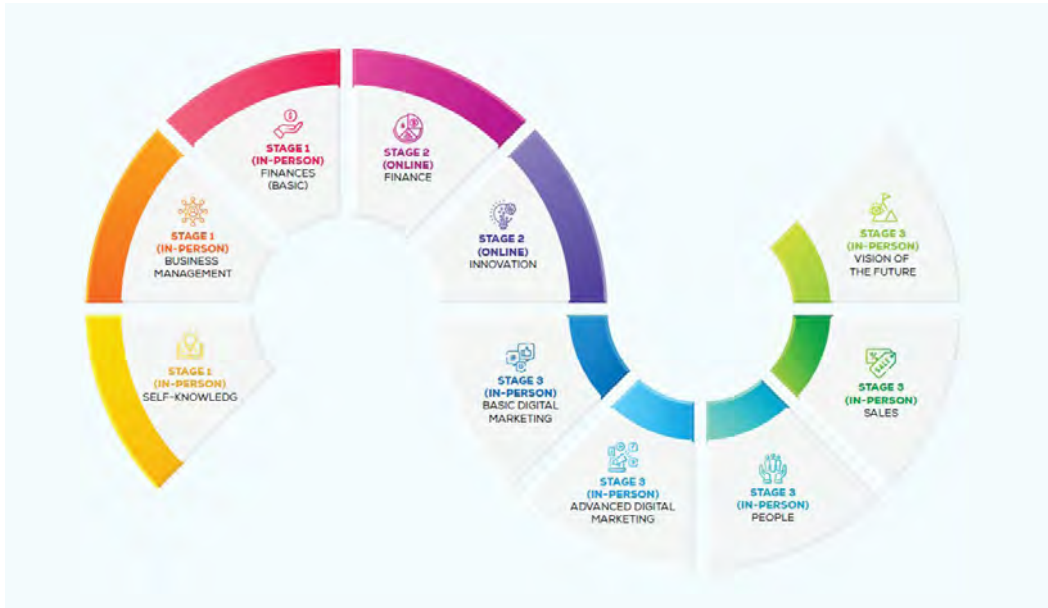 STAGE 1
(IN-PERSON)
SELF-KNOWLEDG
STAGE 1
(IN-PERSON)
BUSINESS
MANAGEMENT
STAGE 1
(IN-PERSON)
FINANCES
(BASIC)
STAGE 2
(ONLINE)
FINANCE
STAGE 2
(ONLINE)
INNOVATION
STAGE 3
(IN-PERSON)
BASIC DIGITAL
MARKETING
STAGE 3
(IN-PERSON)
ADVANCED DIGITAL
MARKETING
STAGE 3
(IN-PERSON)
PEOPLE
SALE
STAGE 3
(IN-PERSON)
SALES
STAGE 3
(IN-PERSON)
VISION OF
THE FUTURE